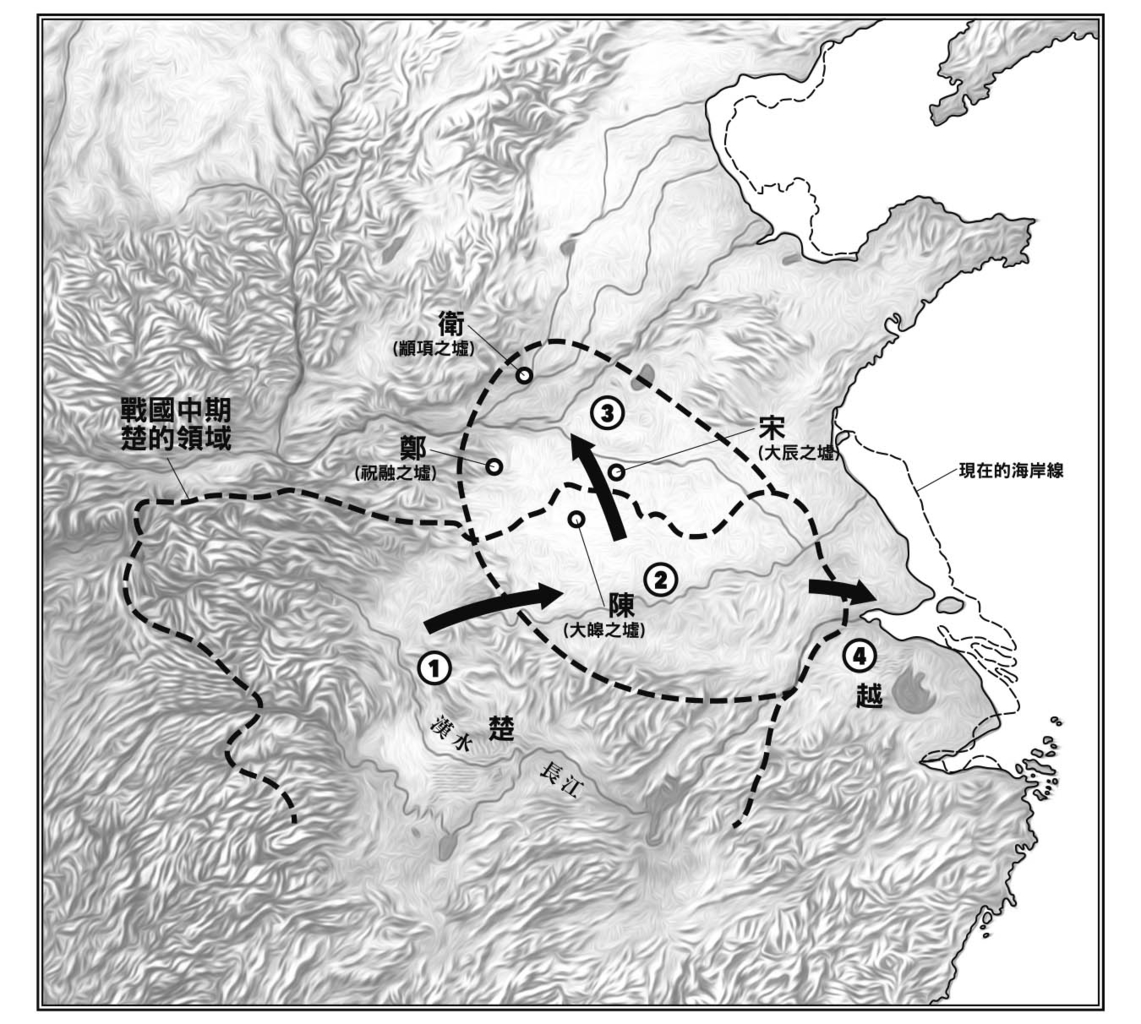 衛
(顓項之墟)
③
宋
(大辰之墟)
戰國中期
楚的領域
鄭
(祝融之墟)
現在的海岸線
②
陳
(大皞之墟)
①
④
越
楚
漢水
長江